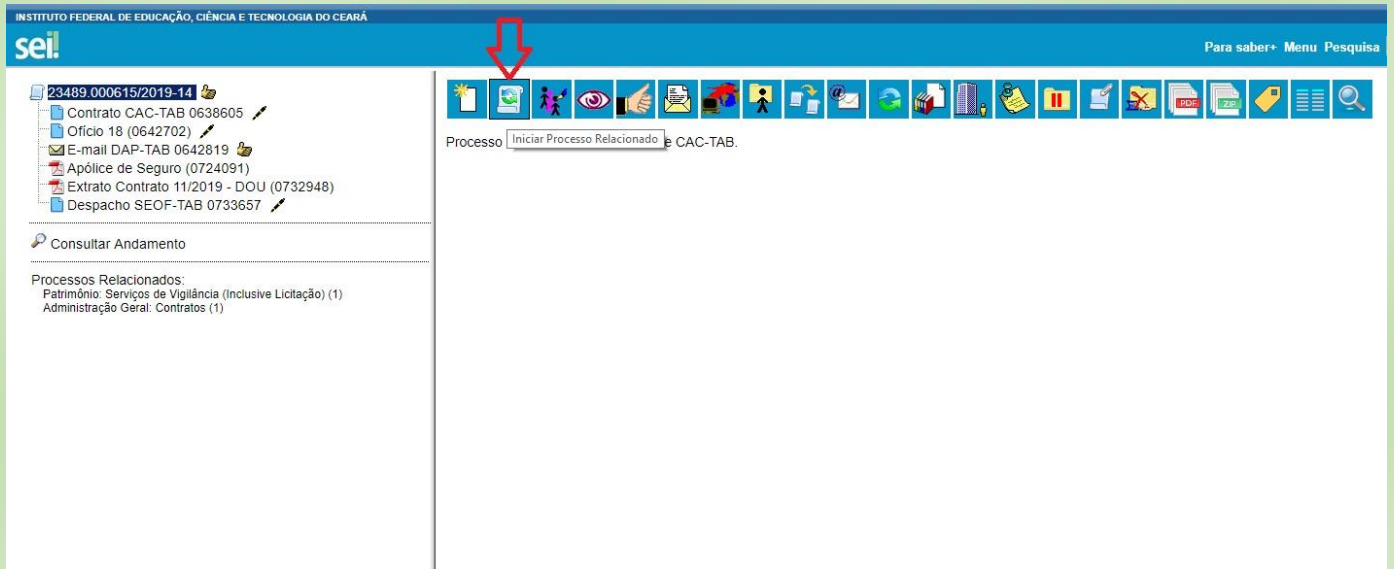 INSTITUTO FEDERAL DE EDUCAÇÃO, CIÊNCIA E TECNOLOGIA DO CEARÁ
sei!
Para saber+ Menu Pesquisa
23489.000615/2019-14
Contrato CAC-TAB 0638605
Ofício 18 (0642702)
E-mail DAP-TAB 0642819
Apólice de Seguro (0724091)
Extrato Contrato 11/2019 - DOU (0732948)
Despacho SEOF-TAB 0733657
Consultar Andamento
Processos Relacionados:
Patrimônio: Serviços de Vigilância (Inclusive Licitação) (1)
Administração Geral: Contratos (1)
PDF
ZIP
Processo
Iniciar Processo Relacionado
e CAC-TAB.